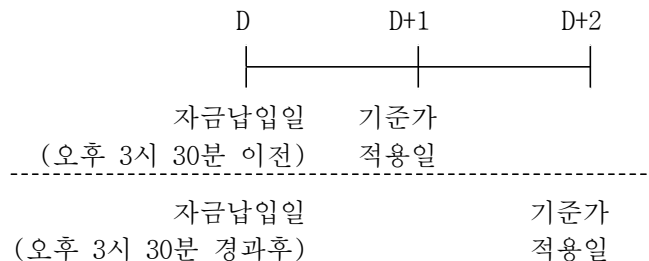 D D+1 D+2
자금납입일 기준가
(오후 3시 30분 이전) 적용일
자금납입일 기준가
(오후 3시 30분 경과후) 적용일